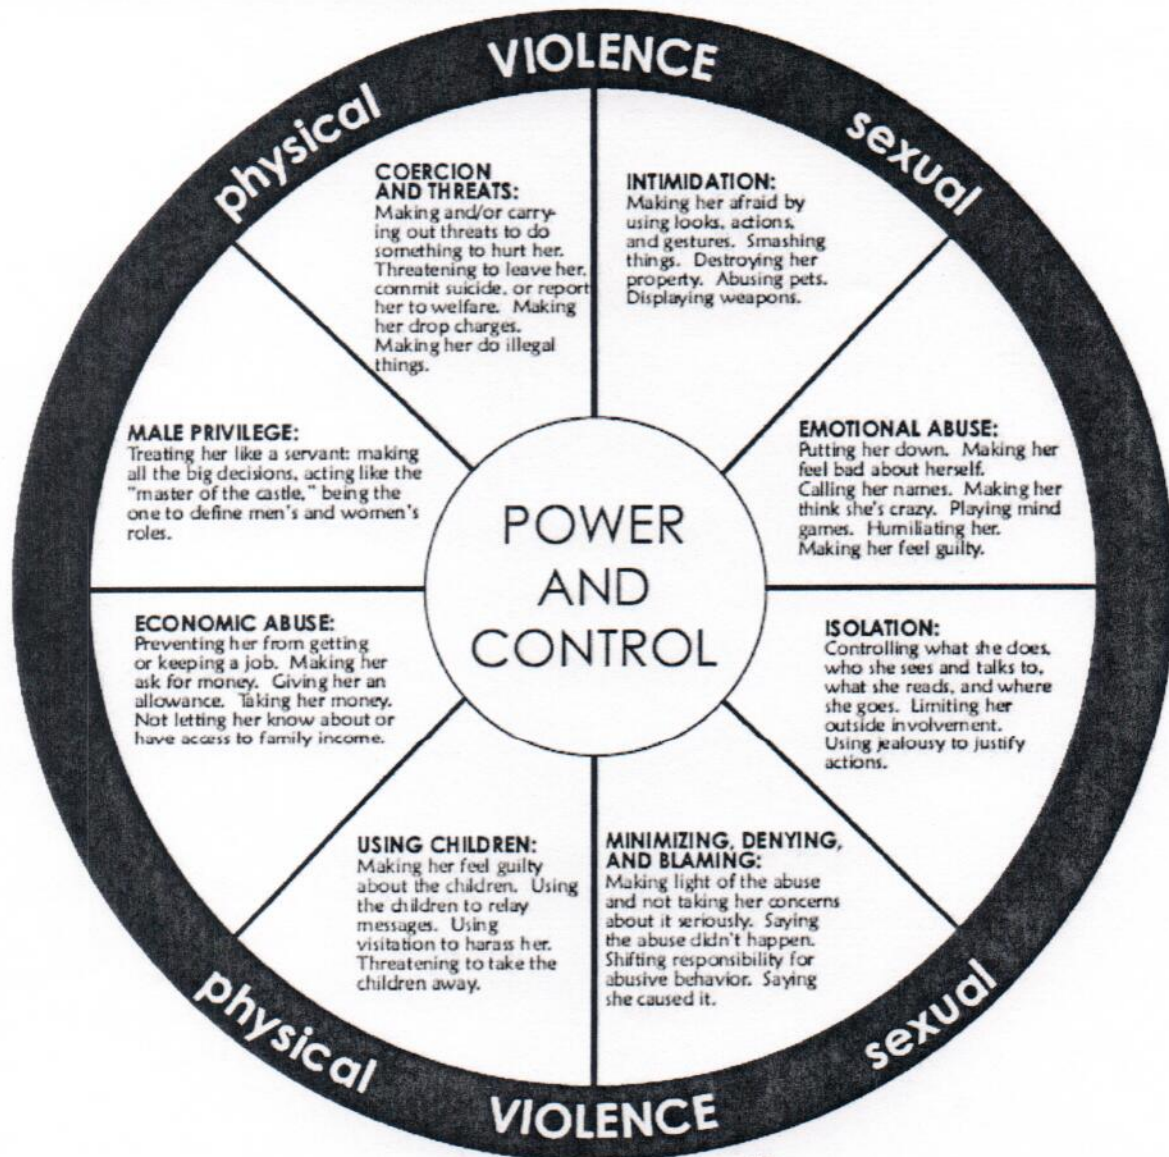 physical VIOLENCE sexual
COERCION
AND THREATS:
Making and/or carry-
ing out threats to do
something to hurt her.
Threatening to leave her,
commit suicide, or report
her to welfare. Making
her drop charges.
Making her do illegal
things.
INTIMIDATION:
Making her afraid by
using looks, actions,
and gestures. Smashing
things. Destroying her
property. Abusing pets.
Displaying weapons.
MALE PRIVILEGE:
Treating her like a servant: making
all the big decisions, acting like the
"master of the castle," being the
one to define men's and women's
roles.
EMOTIONAL ABUSE:
Putting her down. Making her
feel bad about herself.
Calling her names. Making her
think she's crazy. Playing mind
games. Humiliating her.
Making her feel guilty.
POWER
AND
CONTROL
ECONOMIC ABUSE:
Preventing her from getting
or keeping a job. Making her
ask for money. Giving her an
allowance. Taking her money.
Not letting her know about or
have access to family income.
ISOLATION:
Controlling what she does,
who she sees and talks to,
what she reads, and where
she goes. Limiting her
outside involvement.
Using jealousy to justify
actions.
USING CHILDREN:
Making her feel guilty
about the children. Using
the children to relay
messages. Using
visitation to harass her.
Threatening to take the
children away.
MINIMIZING, DENYING,
AND BLAMING:
Making light of the abuse
and not taking her concerns
about it seriously. Saying
the abuse didn't happen.
Shifting responsibility for
abusive behavior. Saying
she caused it.
physical VIOLENCE sexual